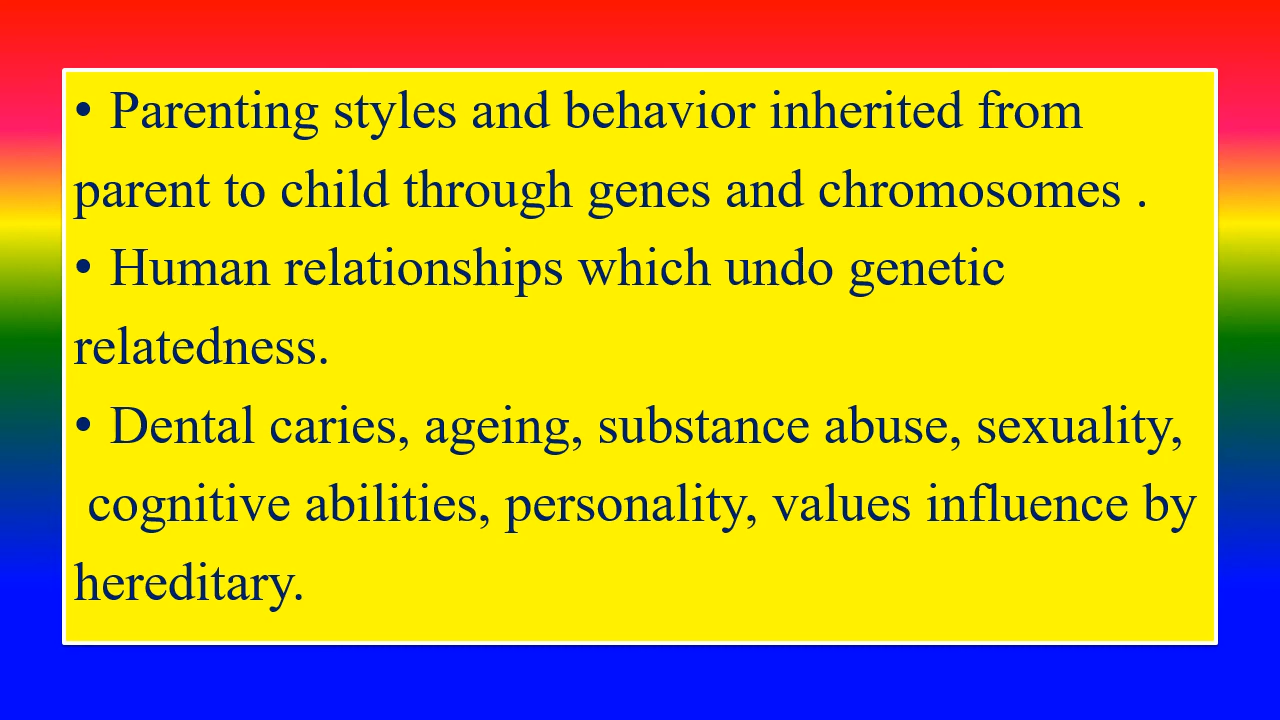 • Parenting styles and behavior inherited from
parent to child through genes and chromosomes .
• Human relationships which undo genetic
relatedness.
• Dental caries, ageing, substance abuse, sexuality,
cognitive abilities, personality, values influence by
hereditary.